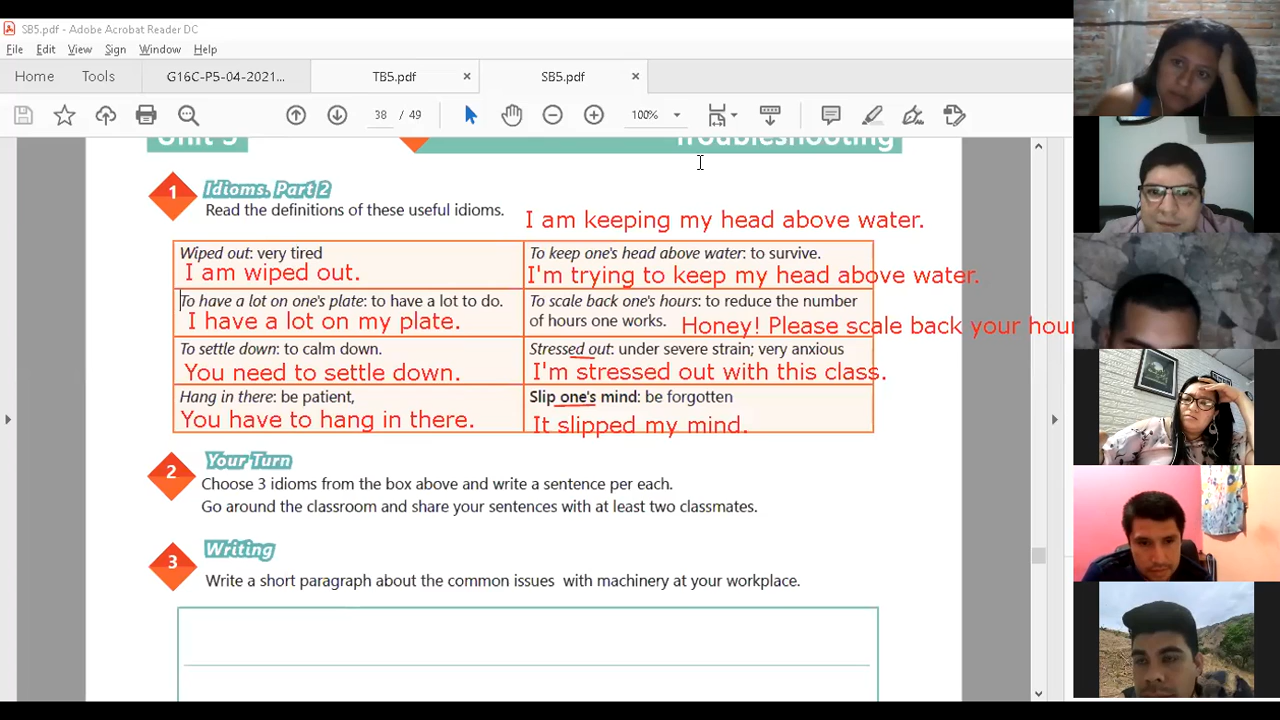 SB5.pdf - Adobe Acrobat Reader DC
File Edit View Sign Window Help
Home Tools G16C-P5-04-2021... TB5.pdf × SB5.pdf ×
38 / 49 100%
Unit 5 Troubleshooting
1 Idioms. Part 2
Read the definitions of these useful idioms.
I am keeping my head above water.
Wiped out: very tired
I am wiped out.
To keep one's head above water: to survive.
I'm trying to keep my head above water.
To have a lot on one's plate: to have a lot to do.
I have a lot on my plate.
To scale back one's hours: to reduce the number
of hours one works.
Honey! Please scale back your hour
To settle down: to calm down.
You need to settle down.
Stressed out: under severe strain; very anxious
I'm stressed out with this class.
Hang in there: be patient,
You have to hang in there.
Slip one's mind: be forgotten
It slipped my mind.
2 Your Turn
Choose 3 idioms from the box above and write a sentence per each.
Go around the classroom and share your sentences with at least two classmates.
3 Writing
Write a short paragraph about the common issues with machinery at your workplace.